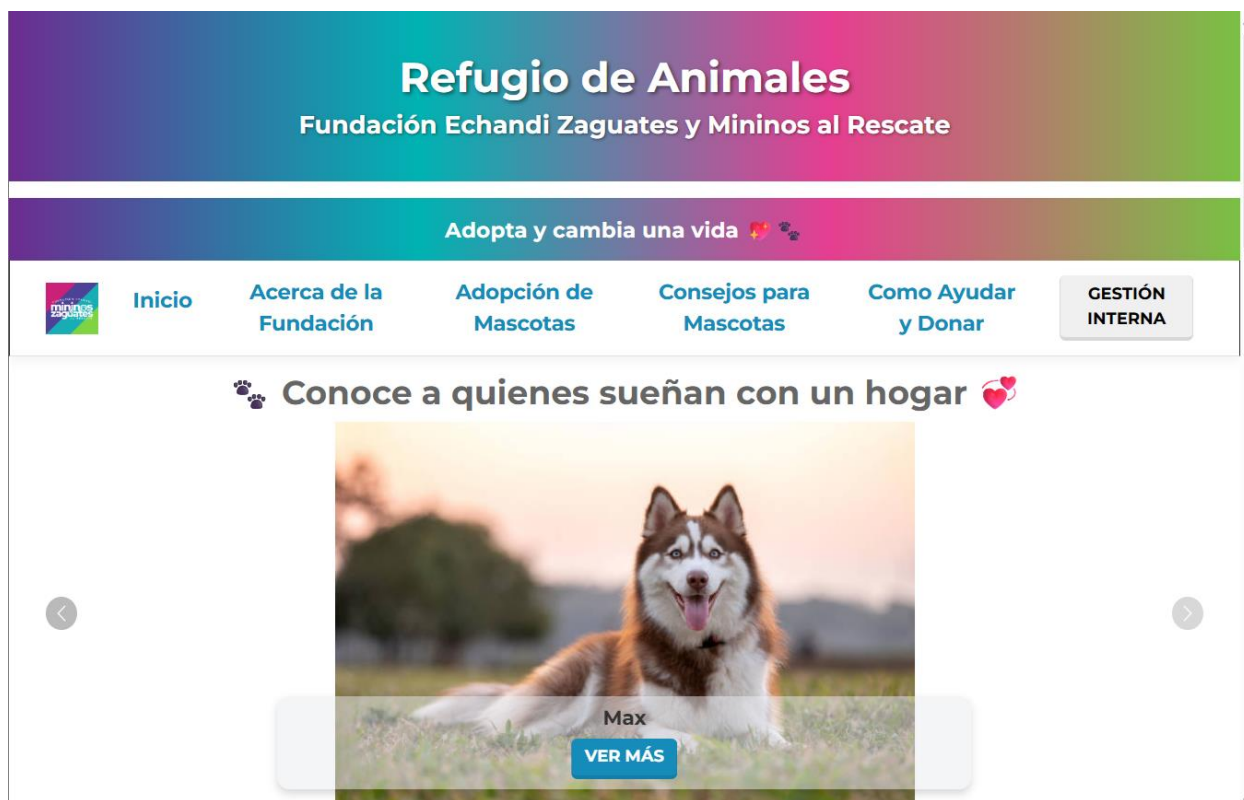 Refugio de Animales
Fundación Echandi Zaguates y Mininos al Rescate
Adopta y cambia una vida 💖 🐾
mininos
zaguates
Inicio
Acerca de la
Fundación
Adopción de
Mascotas
Consejos para
Mascotas
Como Ayudar
y Donar
GESTIÓN
INTERNA
🐾 Conoce a quienes sueñan con un hogar 💞
Max
VER MÁS